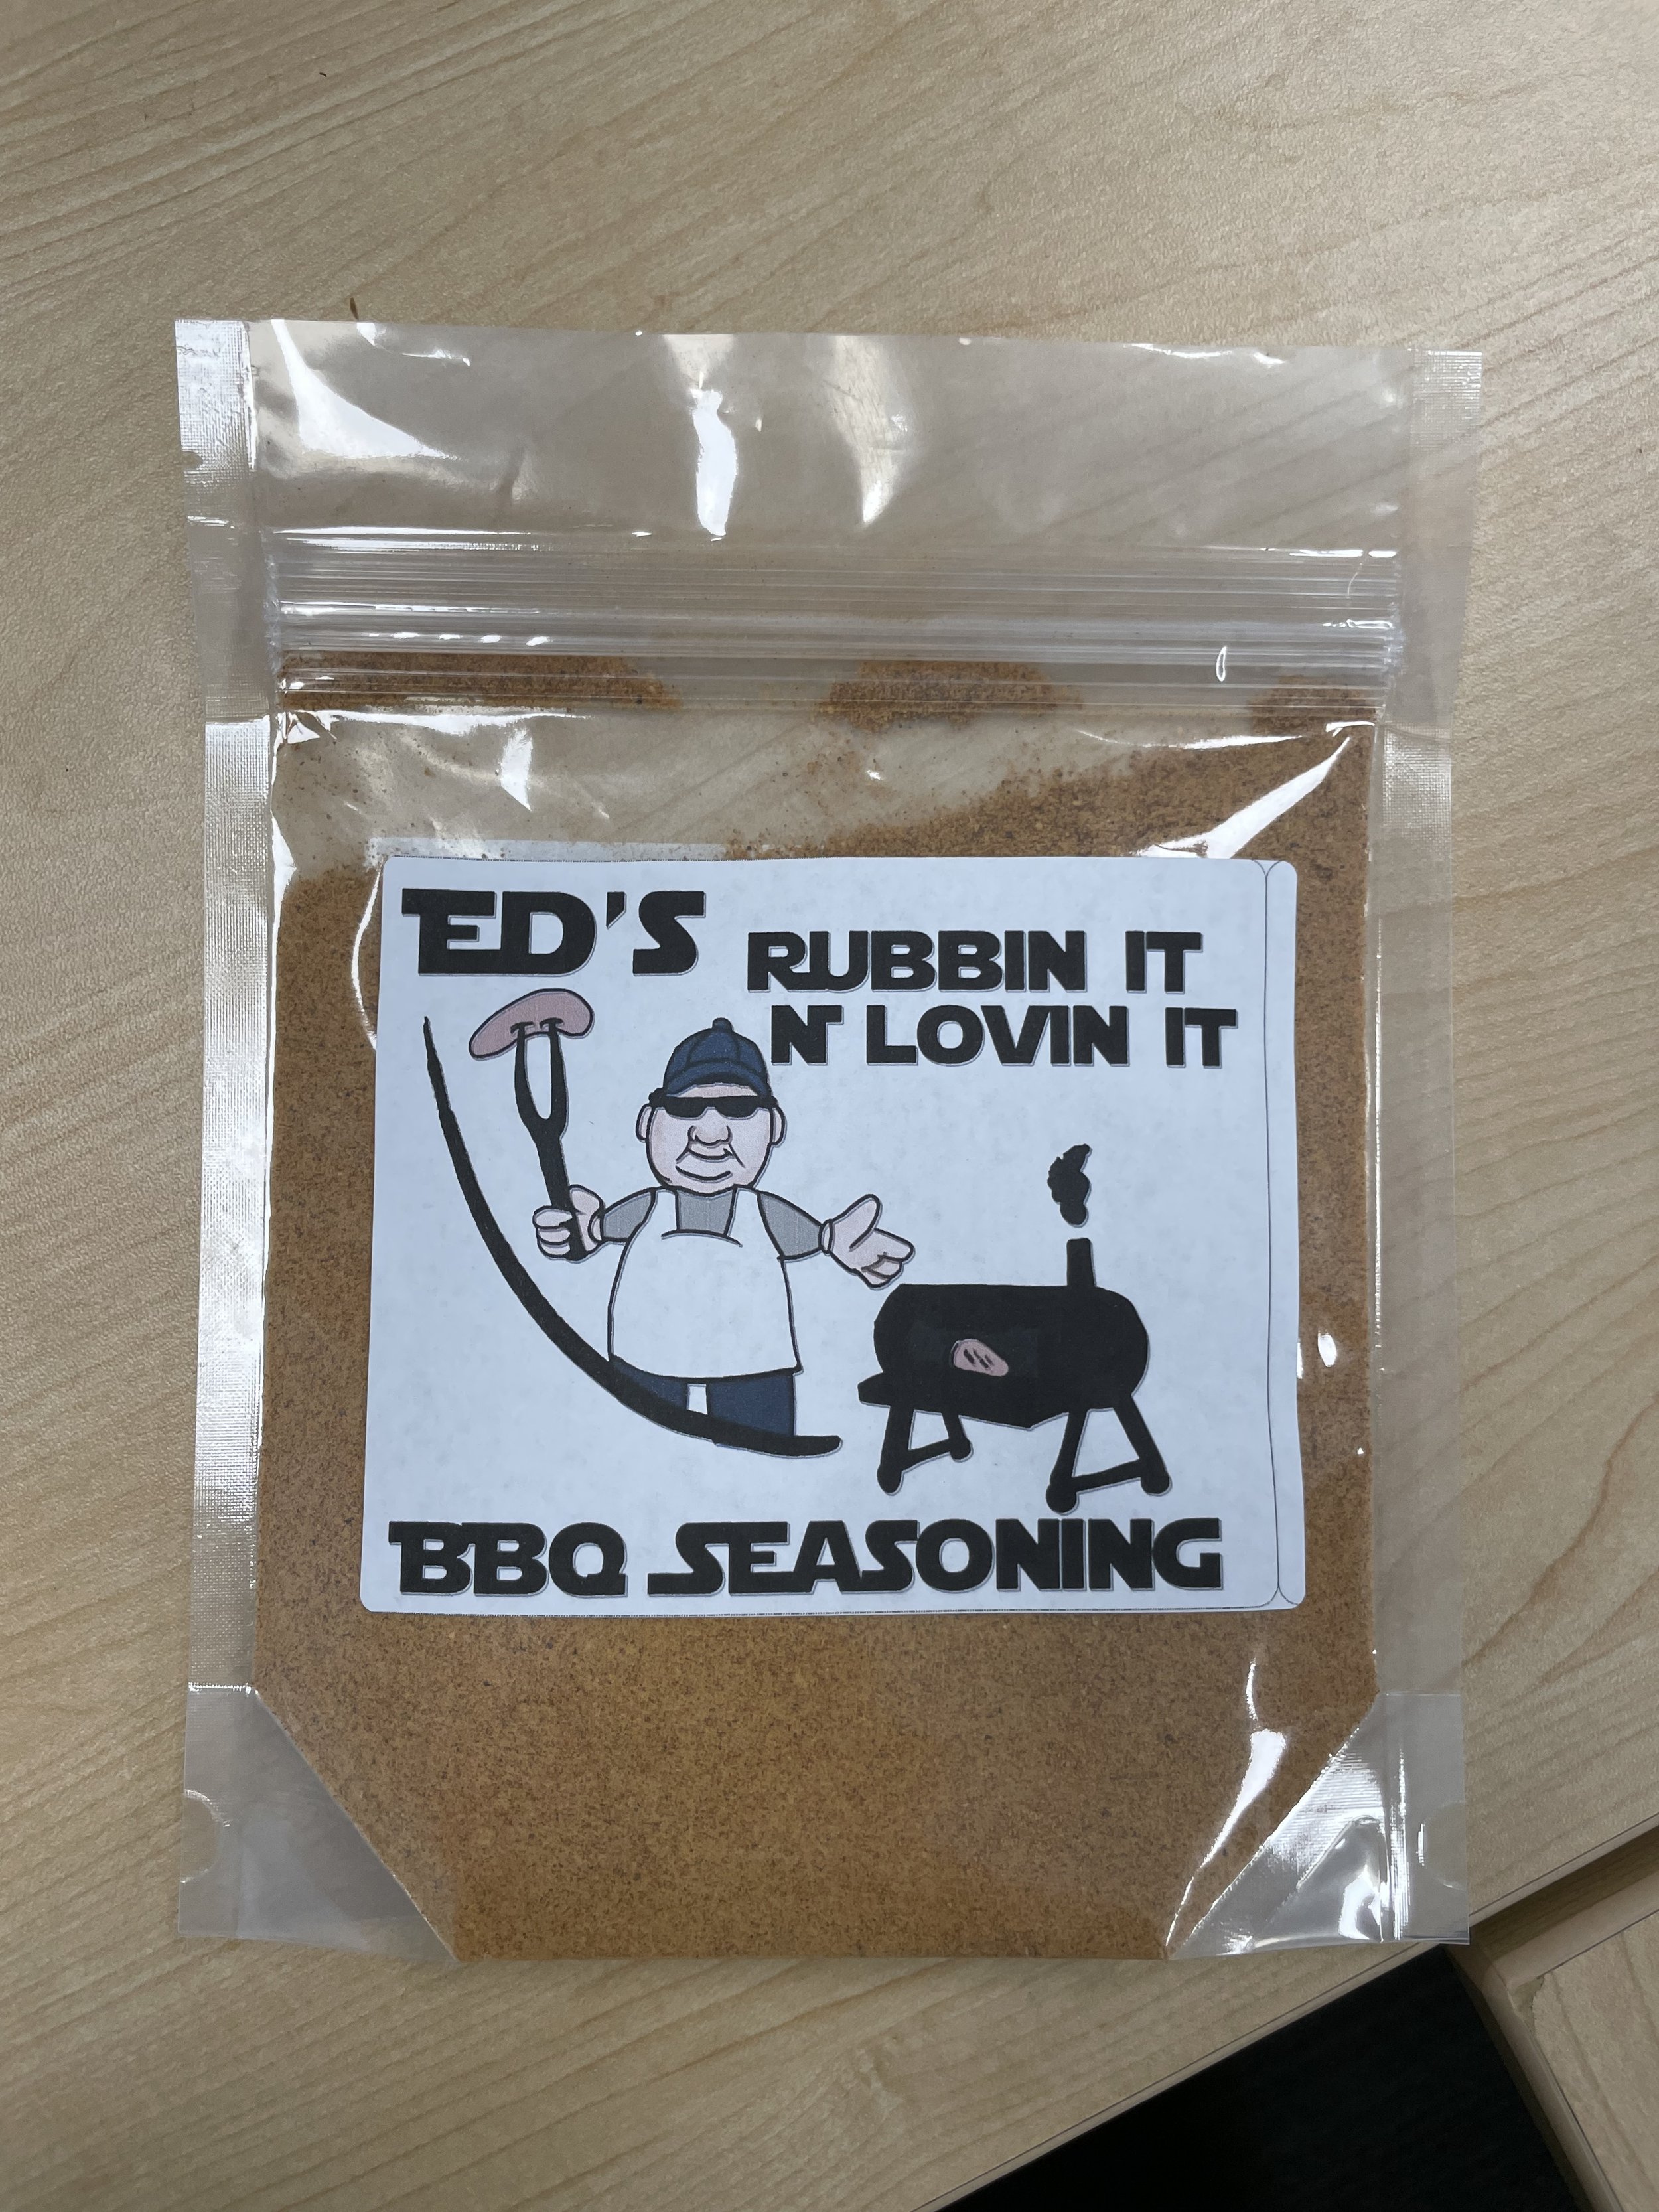 ED'S
RUBBIN IT
N' LOVIN IT
BBQ SEASONING